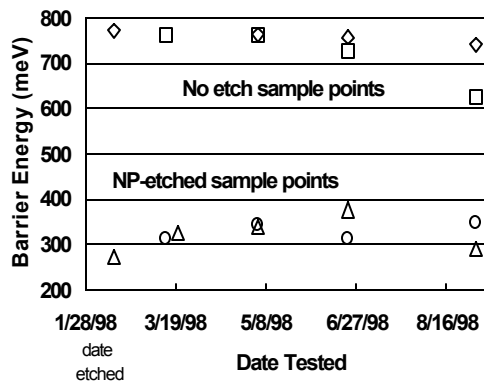 Barrier Energy (meV)
800
700
600
500
400
300
200
No etch sample points
NP-etched sample points
1/28/98 3/19/98 5/8/98 6/27/98 8/16/98
date
etched
Date Tested